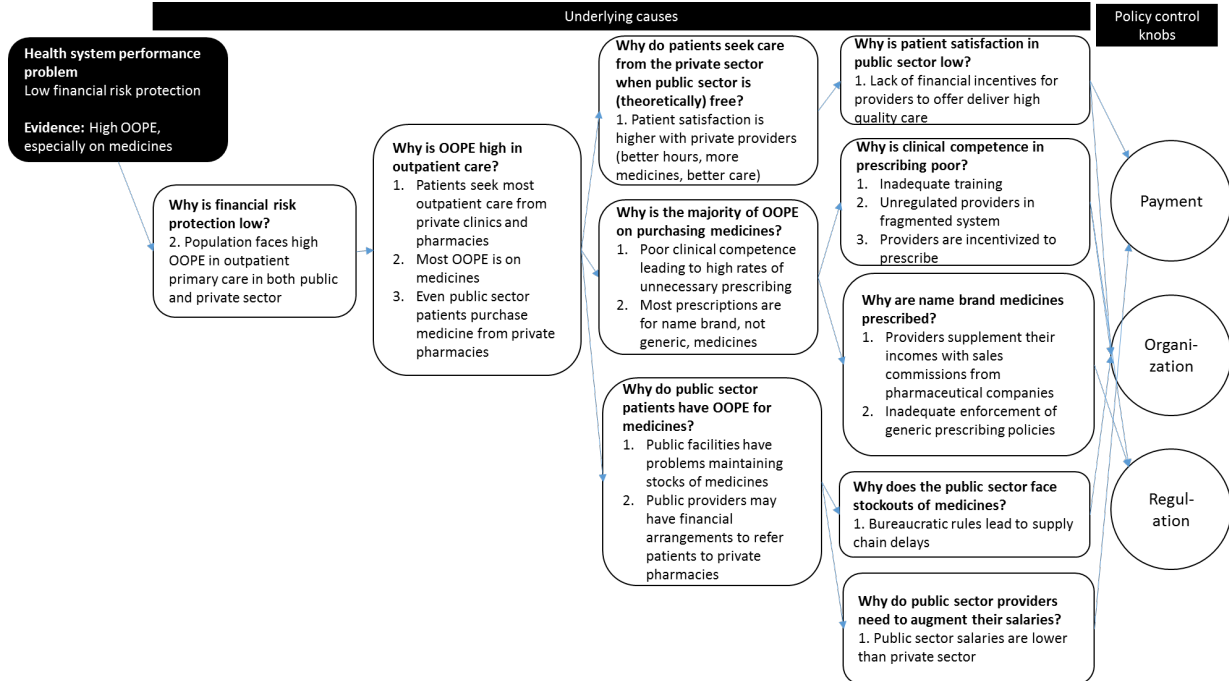 Underlying causes
Policy control
knobs
Health system performance
problem
Low financial risk protection
Evidence: High OOPE,
especially on medicines
Why is financial risk
protection low?
2. Population faces high
OOPE in outpatient
primary care in both public
and private sector
Why is OOPE high in
outpatient care?
1. Patients seek most
outpatient care from
private clinics and
pharmacies
2. Most OOPE is on
medicines
3. Even public sector
patients purchase
medicine from private
pharmacies
Why do patients seek care
from the private sector
when public sector is
(theoretically) free?
1. Patient satisfaction is
higher with private providers
(better hours, more
medicines, better care)
Why is the majority of OOPE
on purchasing medicines?
1. Poor clinical competence
leading to high rates of
unnecessary prescribing
2. Most prescriptions are
for name brand, not
generic, medicines
Why do public sector
patients have OOPE for
medicines?
1. Public facilities have
problems maintaining
stocks of medicines
2. Public providers may
have financial
arrangements to refer
patients to private
pharmacies
Why is patient satisfaction in
public sector low?
1. Lack of financial incentives for
providers to offer deliver high
quality care
Why is clinical competence in
prescribing poor?
1. Inadequate training
2. Unregulated providers in
fragmented system
3. Providers are incentivized to
prescribe
Why are name brand medicines
prescribed?
1. Providers supplement their
incomes with sales
commissions from
pharmaceutical companies
2. Inadequate enforcement of
generic prescribing policies
Why does the public sector face
stockouts of medicines?
1. Bureaucratic rules lead to supply
chain delays
Why do public sector providers
need to augment their salaries?
1. Public sector salaries are lower
than private sector
Payment
Organi-
zation
Regul-
ation